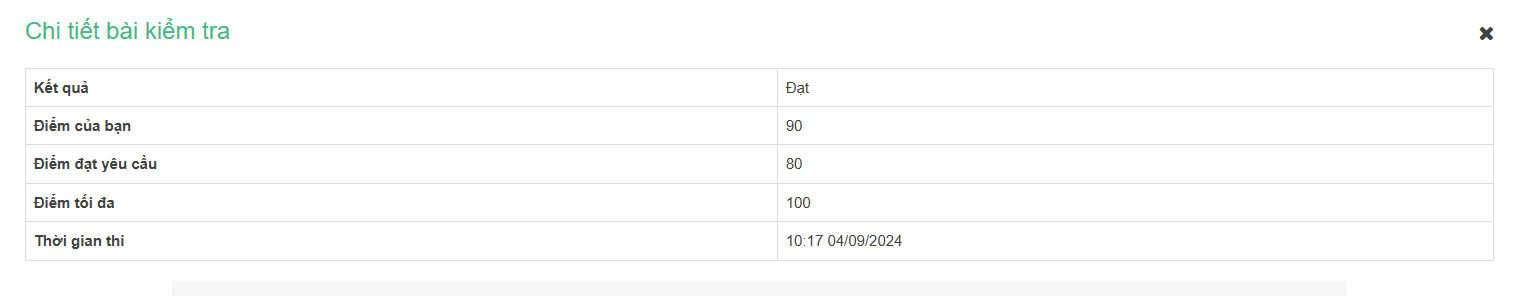 Chi tiết bài kiểm tra
Kết quả Đạt
Điểm của bạn 90
Điểm đạt yêu cầu 80
Điểm tối đa 100
Thời gian thi 10:17 04/09/2024